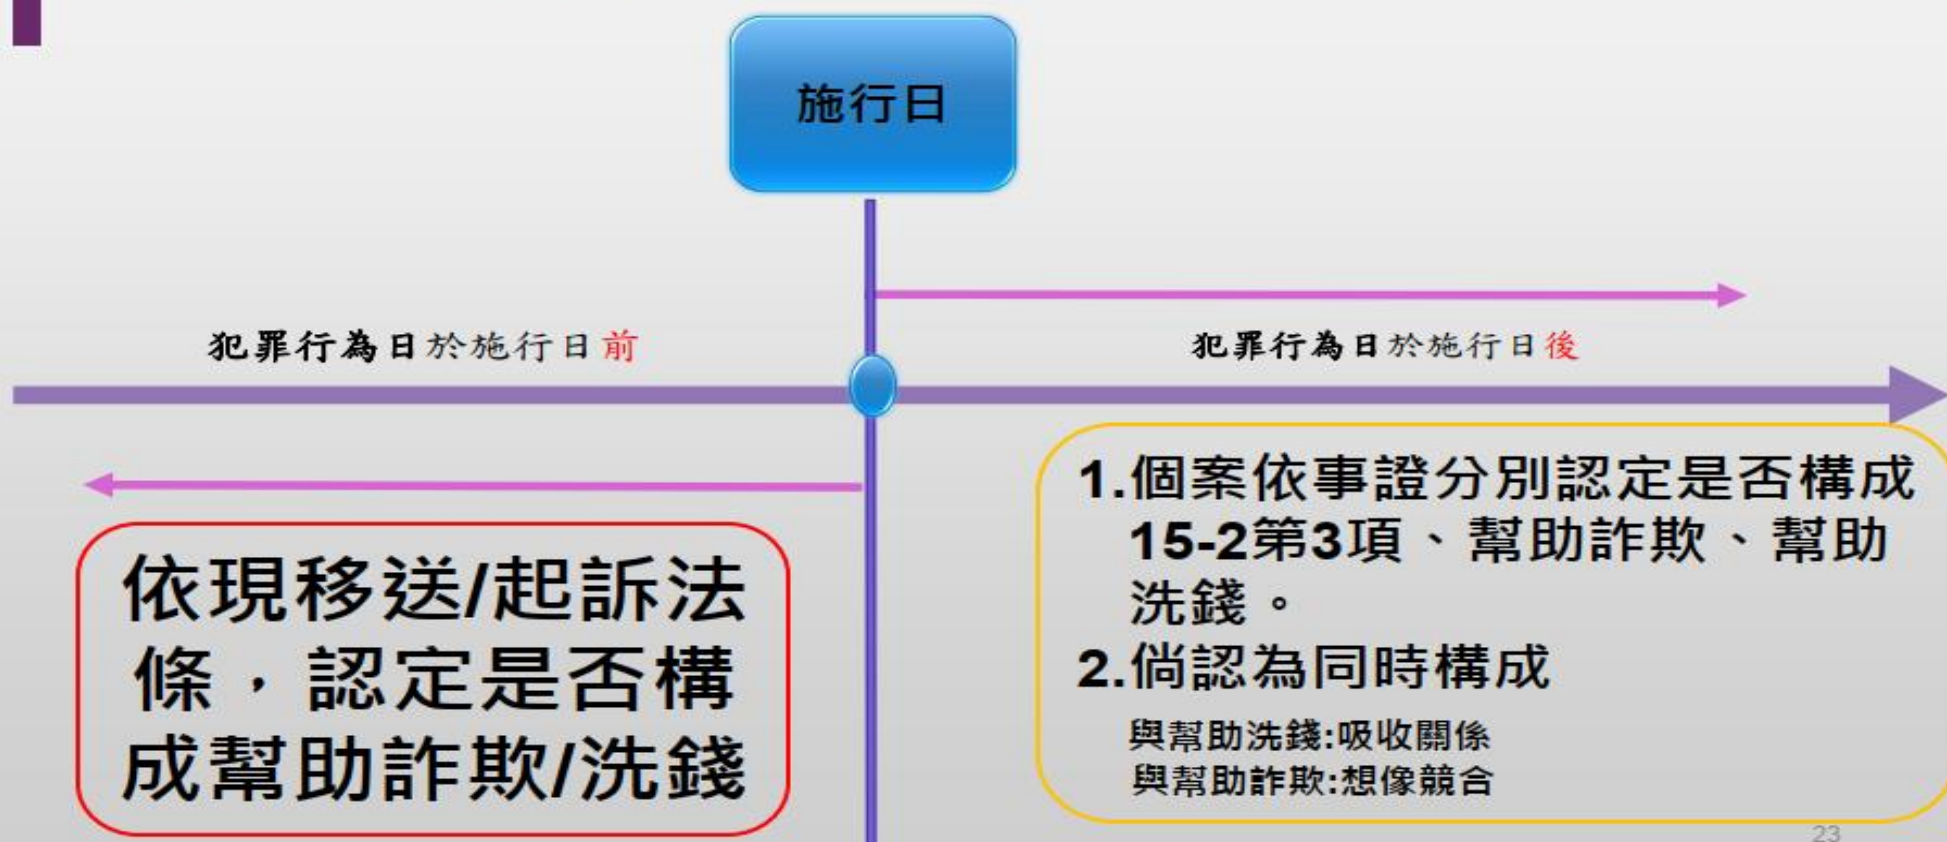 施行日
犯罪行為日於施行日前
犯罪行為日於施行日後
依現移送/起訴法
條，認定是否構
成幫助詐欺/洗錢
1.個案依事證分別認定是否構成
15-2第3項、幫助詐欺、幫助
洗錢。
2.倘認為同時構成
與幫助洗錢:吸收關係
與幫助詐欺:想像競合
23